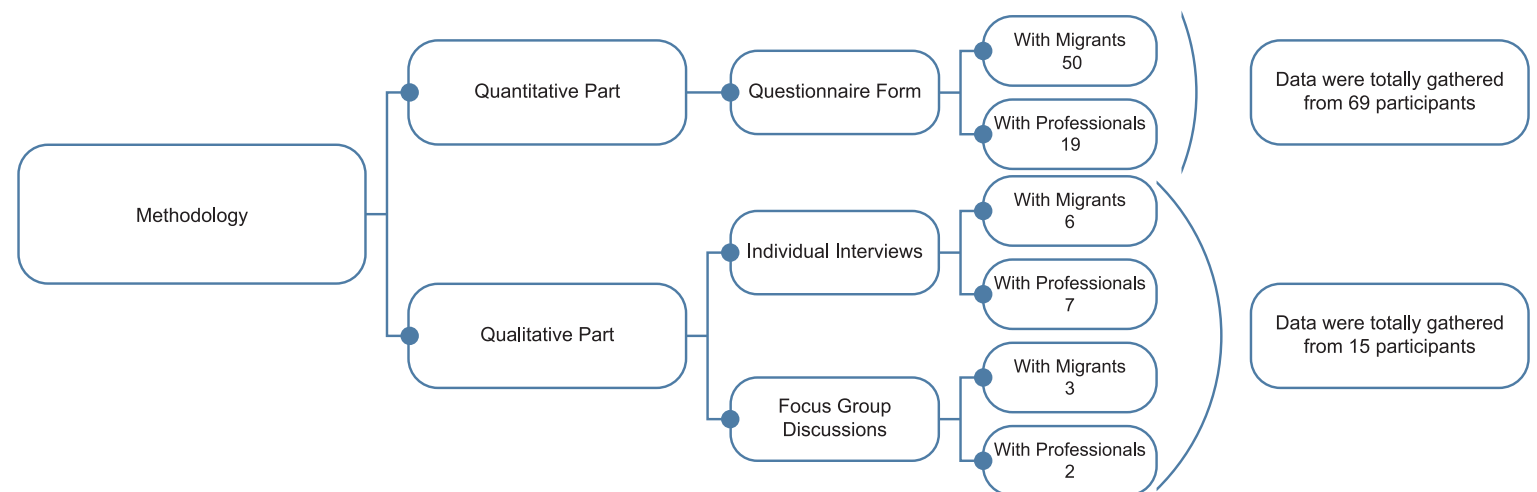 Methodology
Quantitative Part
Questionnaire Form
With Migrants
50
With Professionals
19
Data were totally gathered
from 69 participants
Qualitative Part
Individual Interviews
With Migrants
6
With Professionals
7
Focus Group
Discussions
With Migrants
3
With Professionals
2
Data were totally gathered
from 15 participants